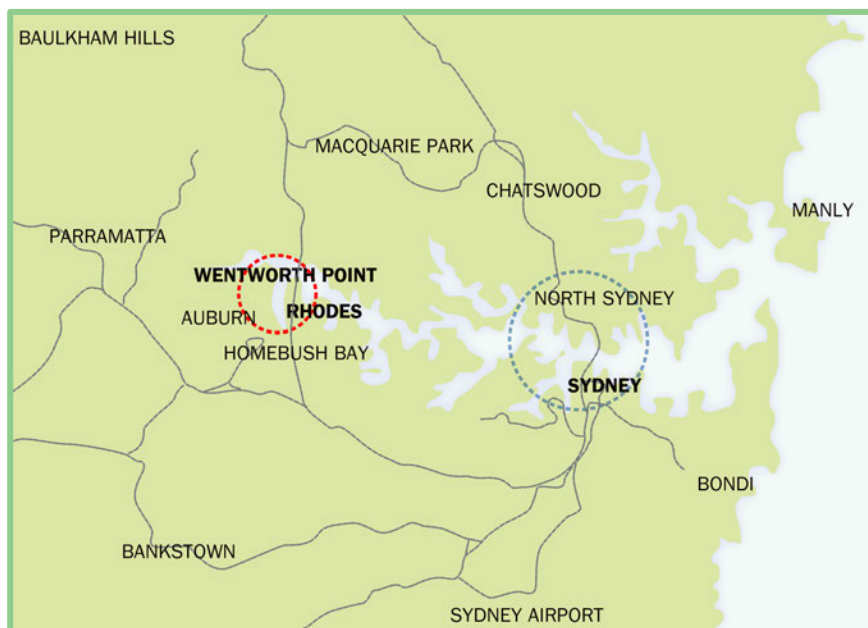 BAULKHAM HILLS
MACQUARIE PARK
CHATSWOOD
MANLY
PARRAMATTA
WENTWORTH POINT
NORTH SYDNEY
RHODES
AUBURN
HOMEBUSH BAY
SYDNEY
BONDI
BANKSTOWN
SYDNEY AIRPORT